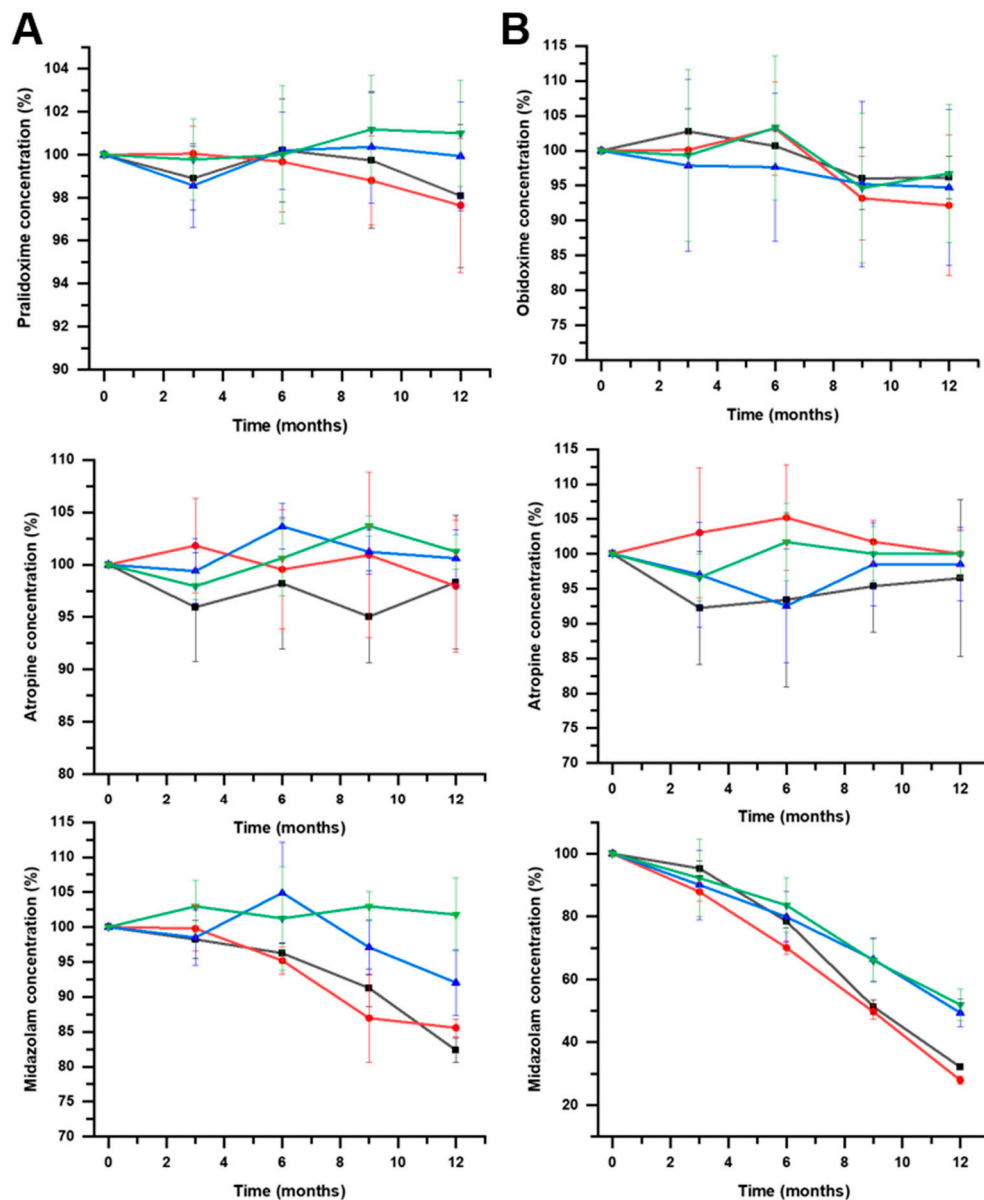 A
B
Pralidoxime concentration (%)
104
102
100
98
96
94
92
90
0 2 4 6 8 10 12
Time (months)
Obidoxime concentration (%)
115
110
105
100
95
90
85
80
75
70
0 2 4 6 8 10 12
Time (months)
Atropine concentration (%)
110
105
100
95
90
85
80
0 2 4 6 8 10 12
Time (months)
Atropine concentration (%)
115
110
105
100
95
90
85
80
75
70
0 2 4 6 8 10 12
Time (months)
Midazolam concentration (%)
115
110
105
100
95
90
85
80
75
70
0 2 4 6 8 10 12
Time (months)
Midazolam concentration (%)
100
80
60
40
20
0 2 4 6 8 10 12
Time (months)